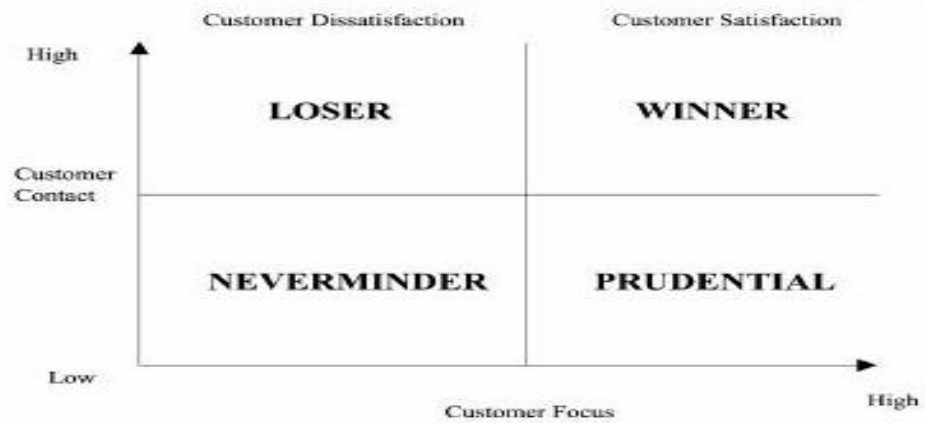 Customer Dissatisfaction
Customer Satisfaction
High
LOSER
WINNER
Customer
Contact
NEVERMINDER
PRUDENTIAL
Low
High
Customer Focus